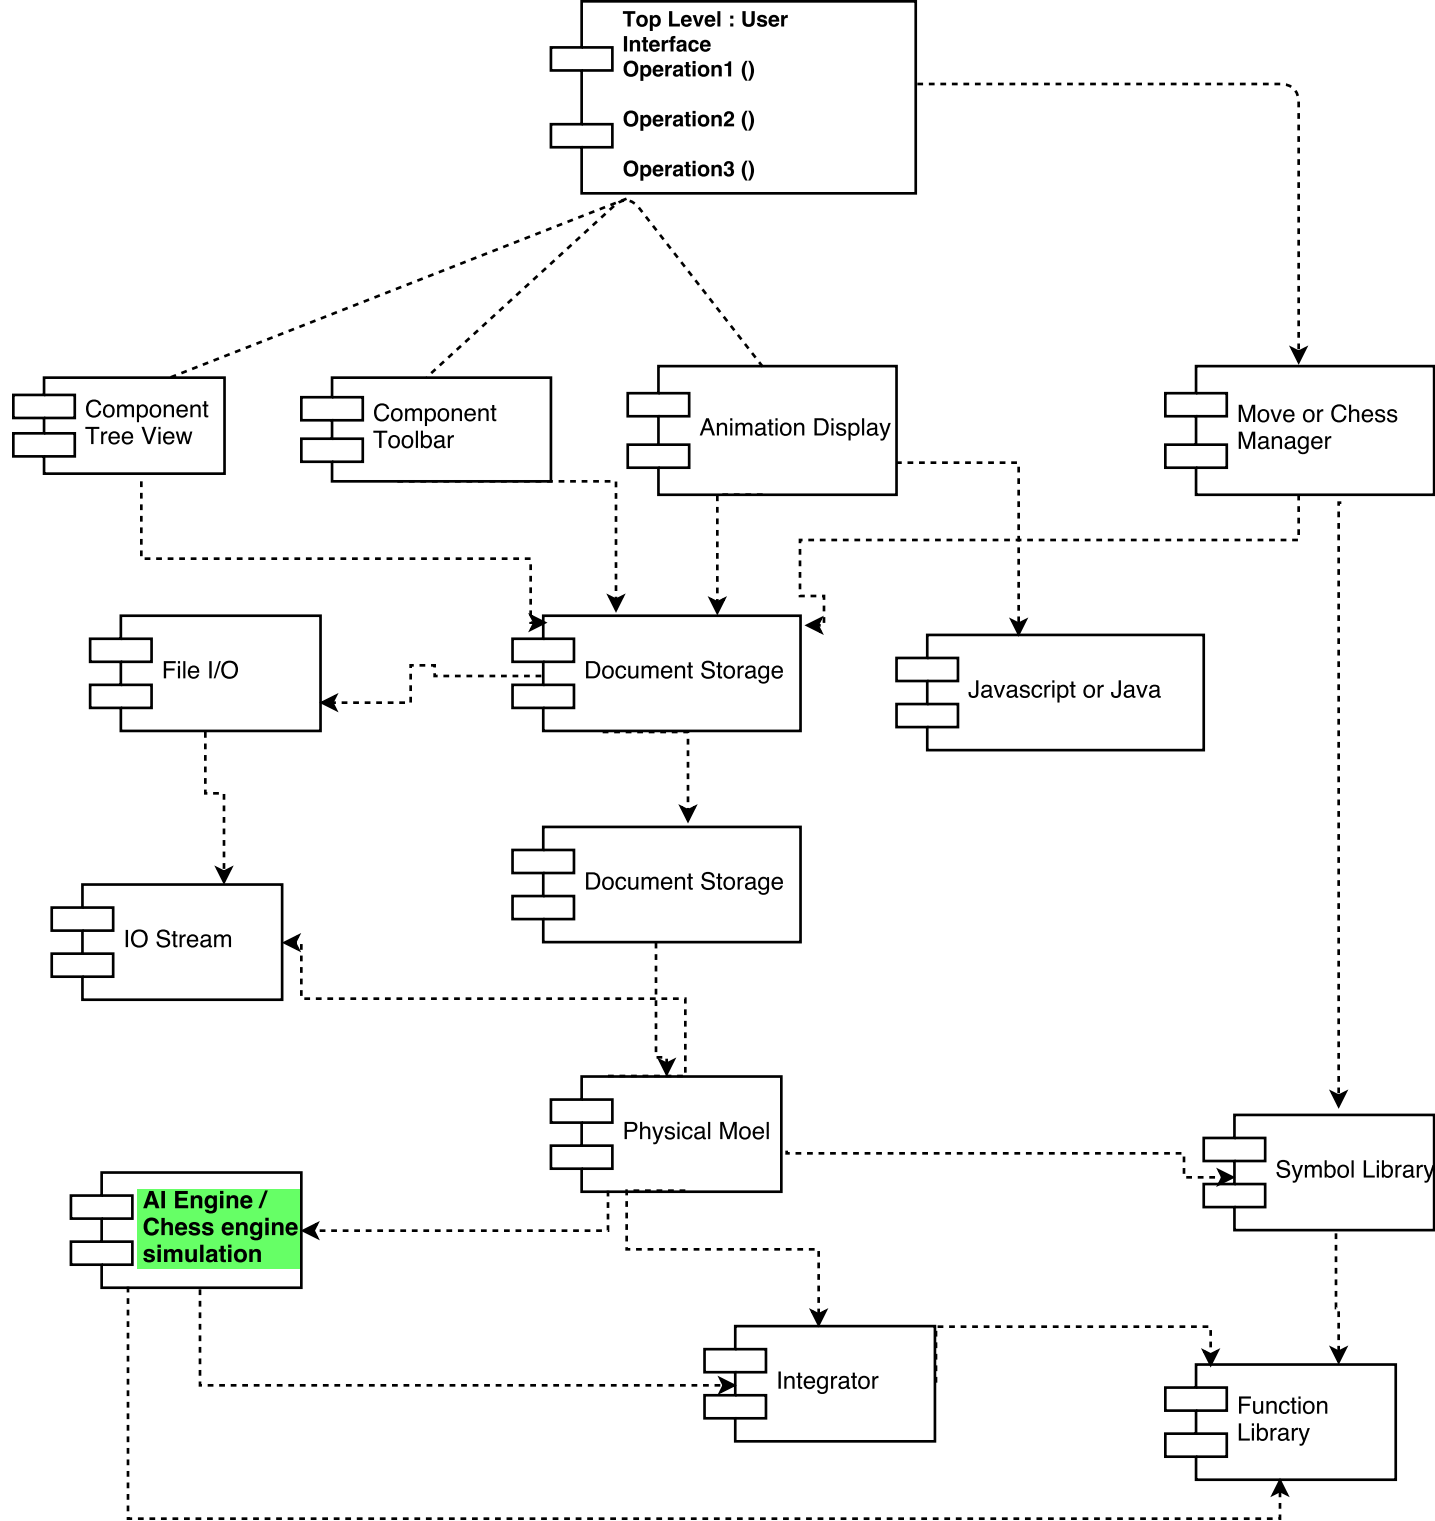 Top Level : User
Interface
Operation1 ()
Operation2 ()
Operation3 ()
Component
Tree View
Component
Toolbar
Animation Display
Move or Chess
Manager
File I/O
Document Storage
Javascript or Java
Document Storage
IO Stream
Physical Moel
Symbol Library
AI Engine /
Chess engine
simulation
Integrator
Function
Library